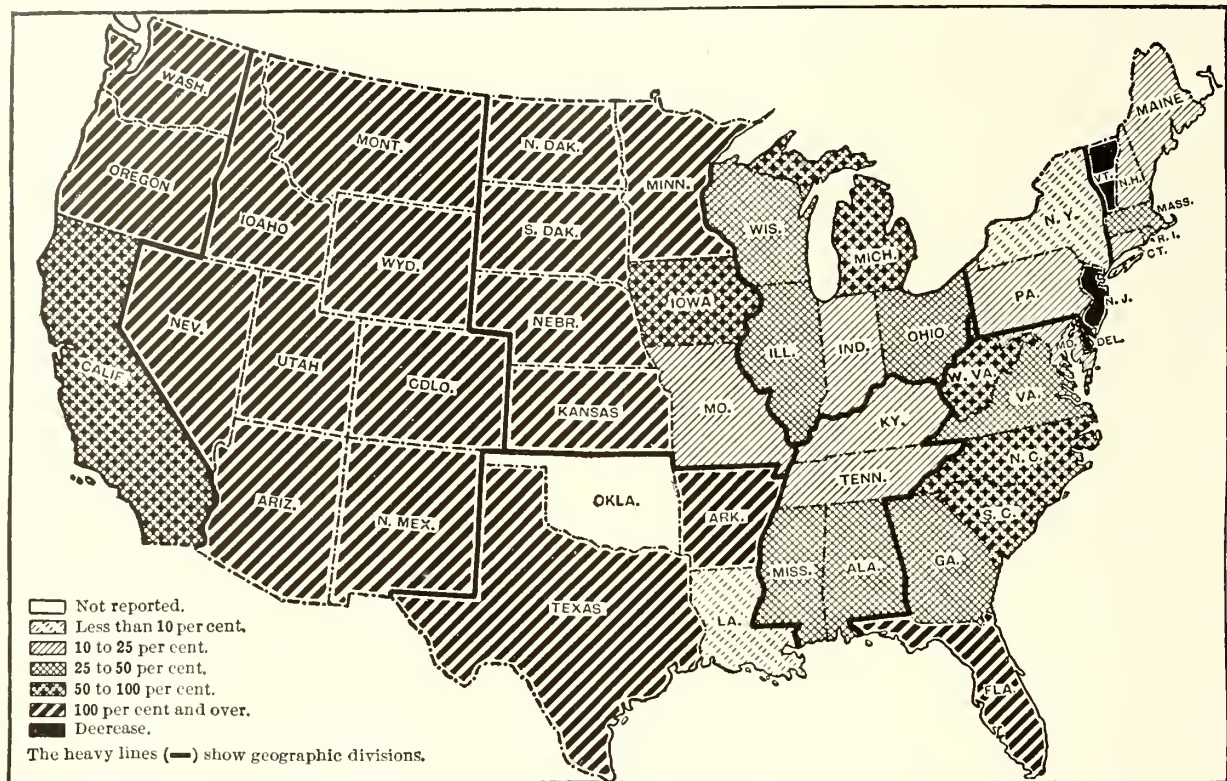 WASH.
OREGON
CALIF.
NEV.
IOAHO
MONT.
WYD.
UTAH
CDLO.
ARIZ.
N. MEX.
N. DAK.
S. DAK.
NEBR.
KANSAS
OKLA.
TEXAS
MINN.
IOWA
MO.
ARK.
LA.
WIS.
ILL.
MICH.
IND.
OHIO
KY.
TENN.
MISS.
ALA.
GA.
FLA.
S. C.
N. C.
VA.
W. VA.
MD.
DEL.
PA.
N. J.
N. Y.
CT.
R. I.
MASS.
VT.
N.H.
MAINE
Not reported.
Less than 10 per cent.
10 to 25 per cent.
25 to 50 per cent.
50 to 100 per cent.
100 per cent and over.
Decrease.
The heavy lines (▬) show geographic divisions.